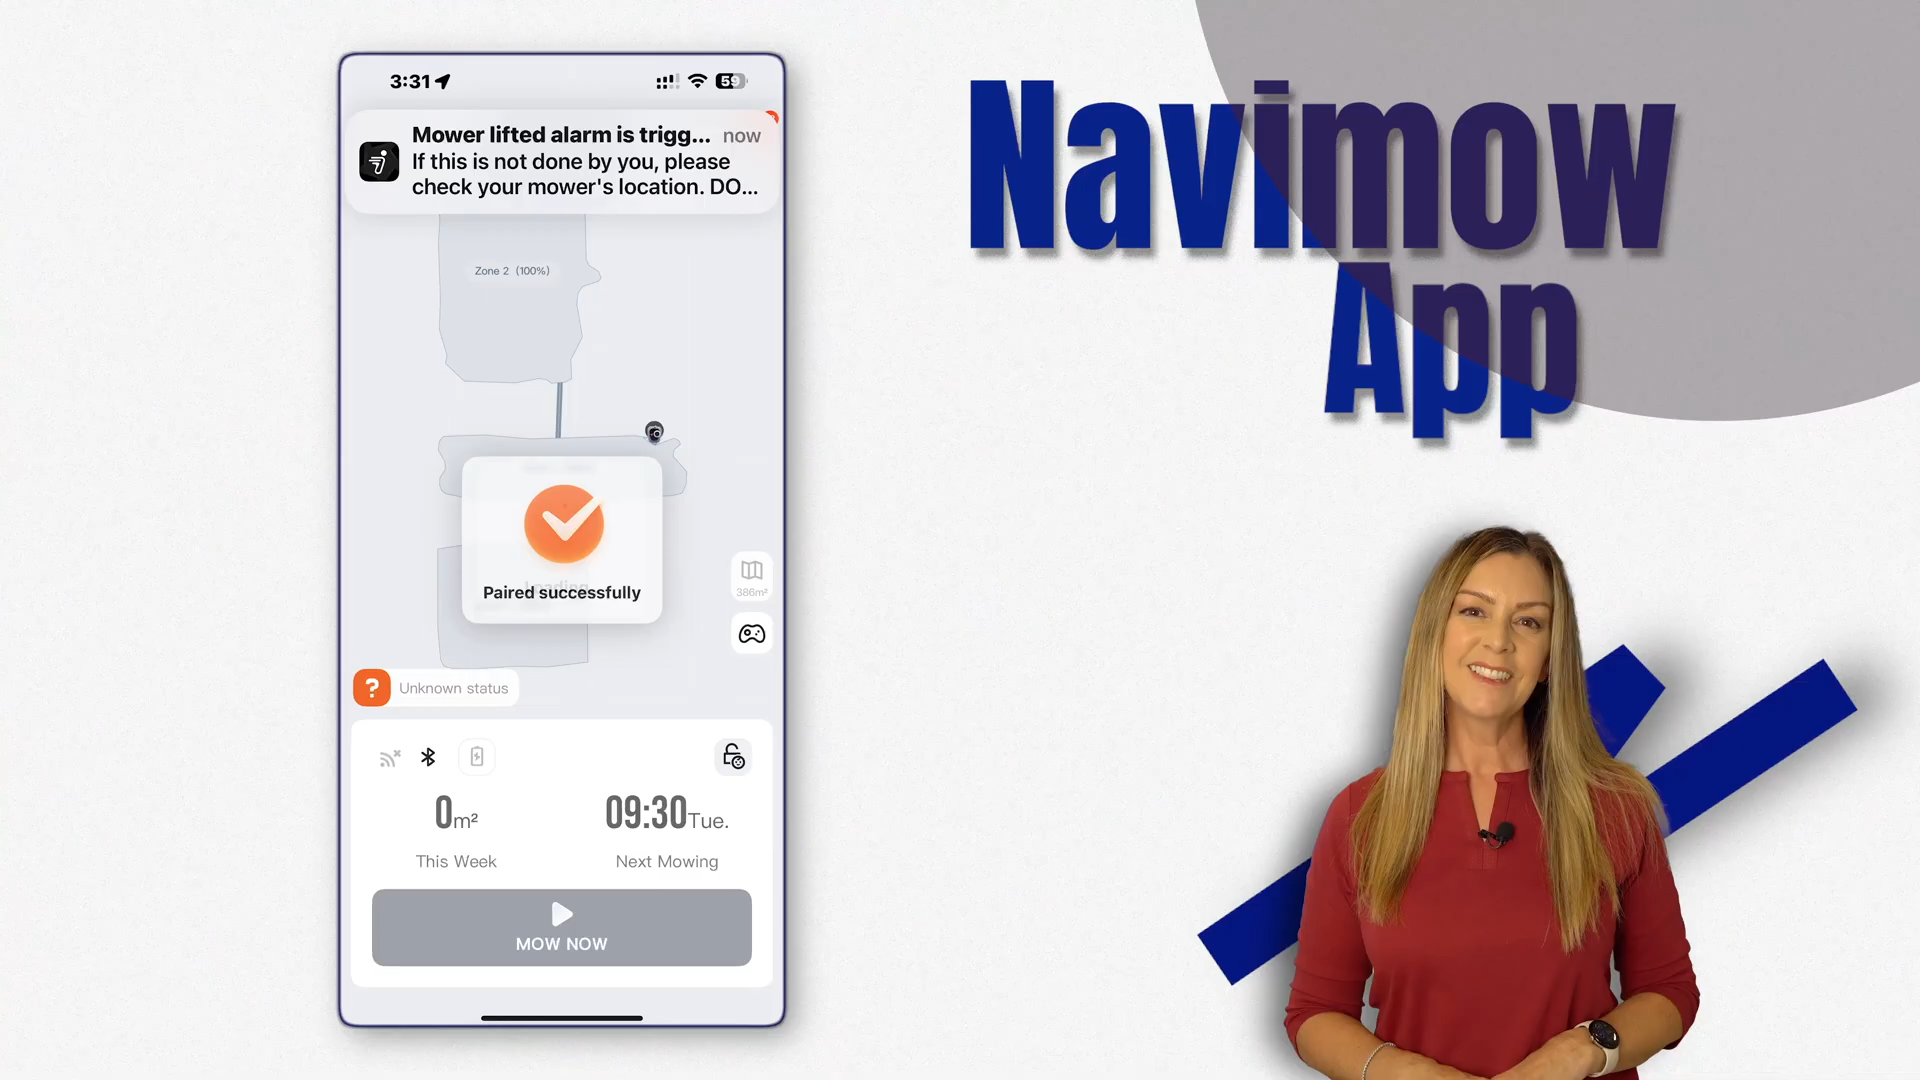 3:31
59
Mower lifted alarm is trigg... now
If this is not done by you, please
check your mower's location. DO...
Zone 2 (100%)
Loading
Paired successfully
386m²
? Unknown status
0m²
This Week
09:30Tue.
Next Mowing
MOW NOW
Navimow
App